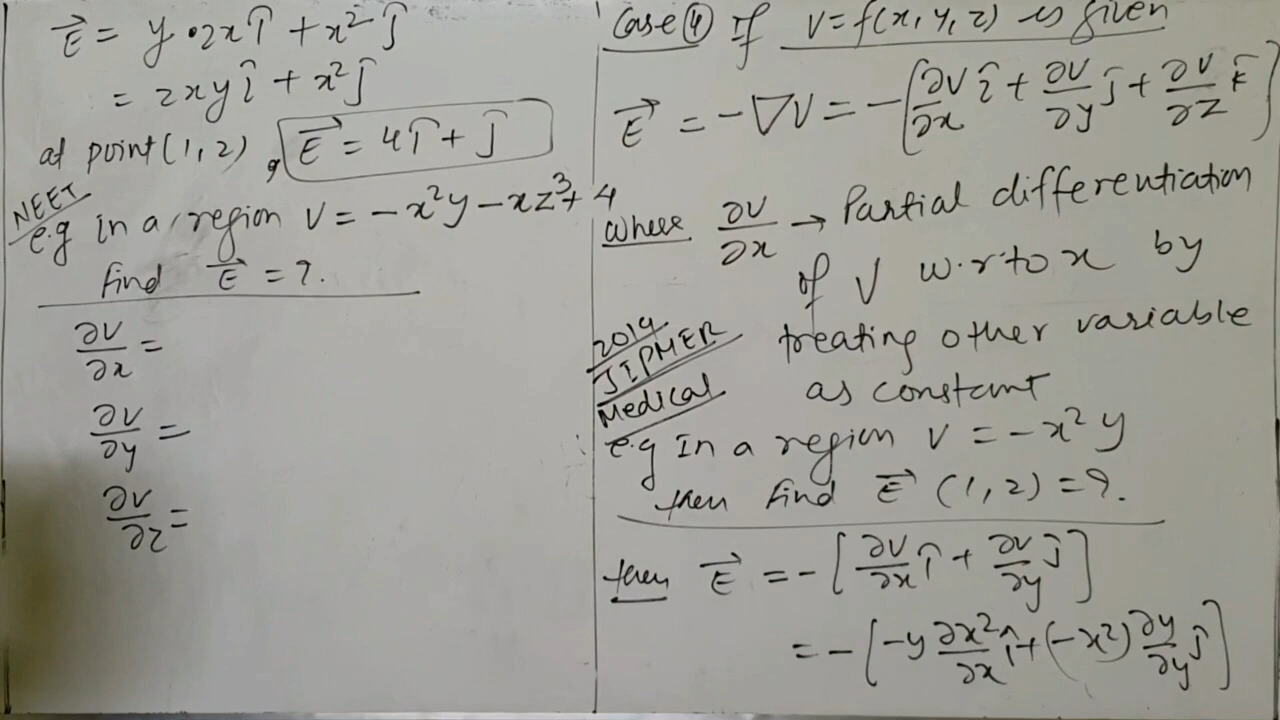 E⃗ = y·2x î + x² ĵ
= 2xy î + x² ĵ
at point (1, 2), E⃗ = 4î + ĵ
NEET
e.g in a region V = -x²y - xz³ + 4
find E⃗ = ?.
∂V/∂x =
∂V/∂y =
∂V/∂z =
Case ④ If V = f(x, y, z) is given
E⃗ = -∇V = -[∂V/∂x î + ∂V/∂y ĵ + ∂V/∂z k̂]
where ∂V/∂x → Partial differentiation
of V w.r.to x by
treating other variable
as constant
2019
JIPMER
Medical
e.g In a region V = -x²y
then find E⃗ (1, 2) = ?.
then E⃗ = -[∂V/∂x î + ∂V/∂y ĵ]
= -[-y ∂x²/∂x î + (-x²) ∂y/∂y ĵ]